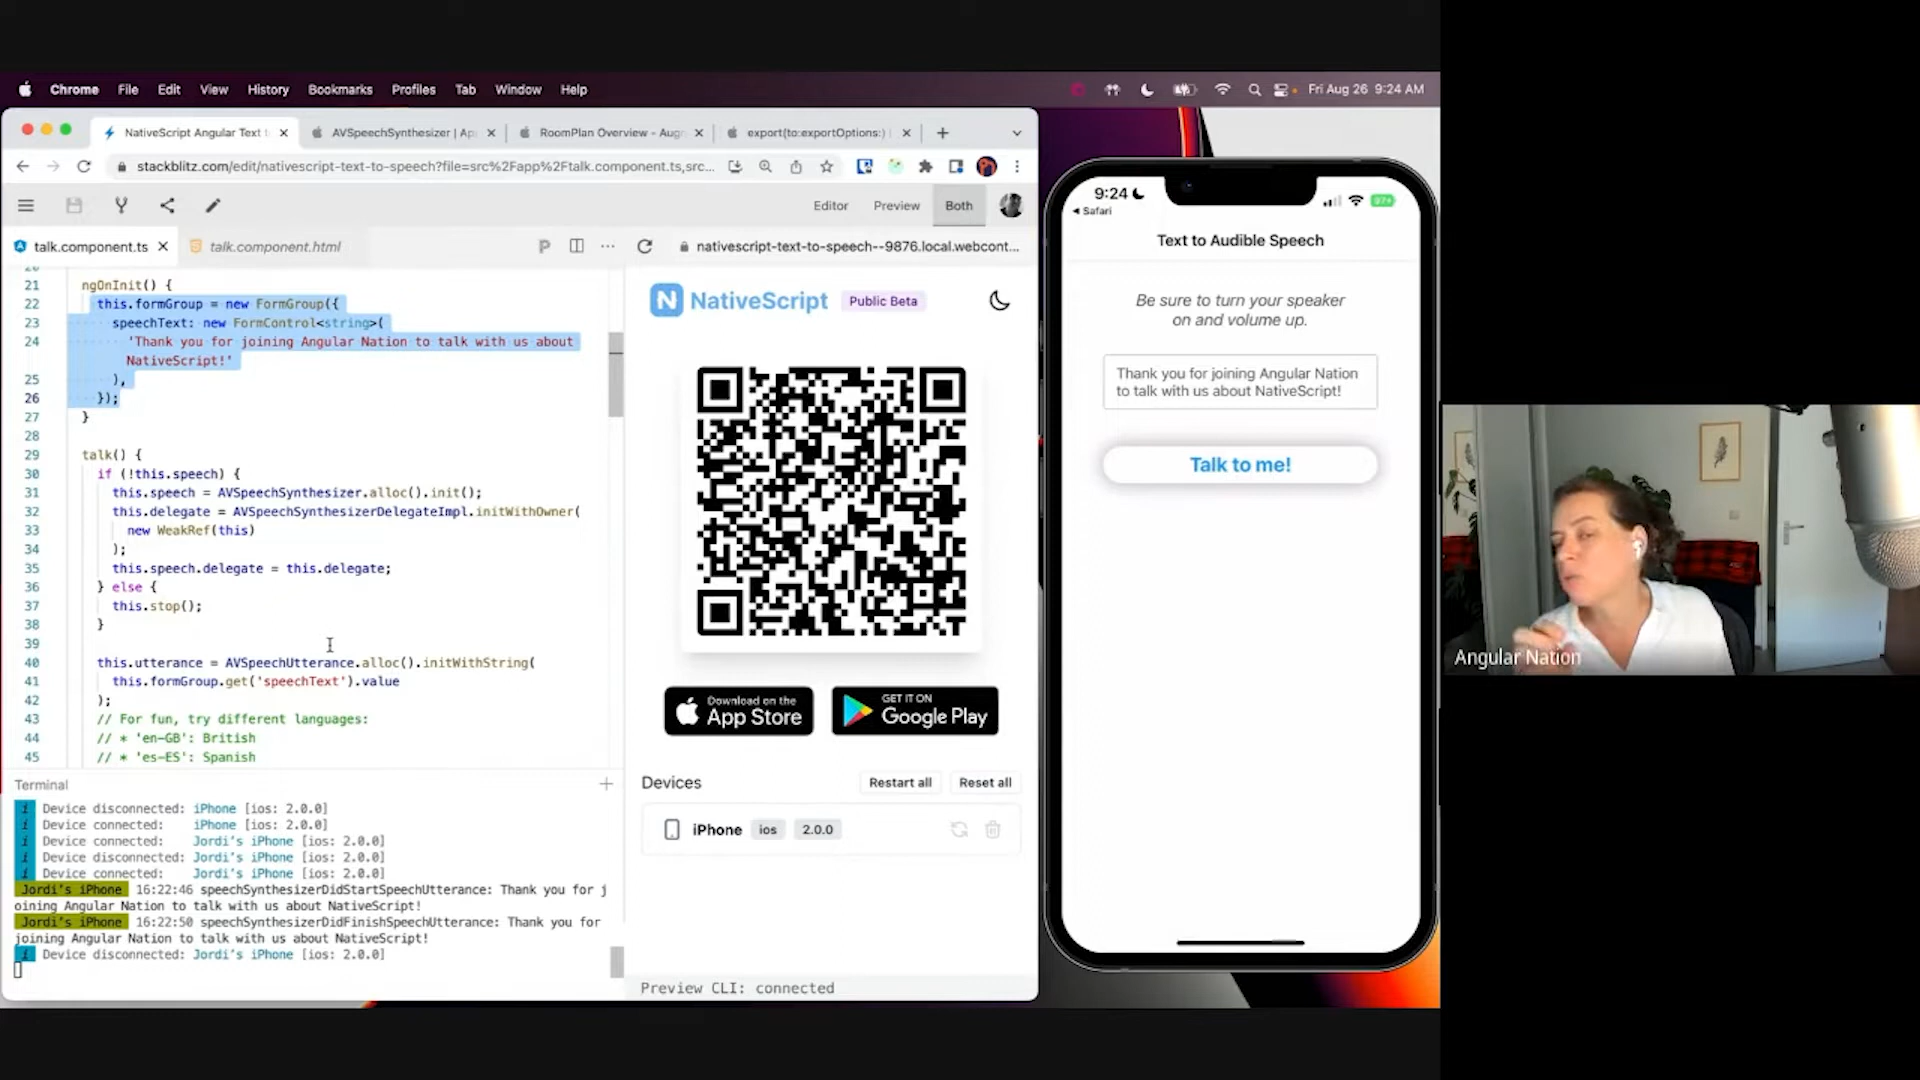 Chrome File Edit View History Bookmarks Profiles Tab Window Help Fri Aug 26 9:24 AM
NativeScript Angular Text t AVSpeechSynthesizer | Ap RoomPlan Overview - Aug export(to:exportOptions:) |
stackblitz.com/edit/nativescript-text-to-speech?file=src%2Fapp%2Ftalk.component.ts,src...
Editor Preview Both
talk.component.ts talk.component.html
nativescript-text-to-speech--9876.local.webcont...
20
21 ngOnInit() {
22 this.formGroup = new FormGroup({
23 speechText: new FormControl<string>(
24 'Thank you for joining Angular Nation to talk with us about
NativeScript!'
25 ),
26 });
27 }
28
29 talk() {
30 if (!this.speech) {
31 this.speech = AVSpeechSynthesizer.alloc().init();
32 this.delegate = AVSpeechSynthesizerDelegateImpl.initWithOwner(
33 new WeakRef(this)
34 );
35 this.speech.delegate = this.delegate;
36 } else {
37 this.stop();
38 }
39
40 this.utterance = AVSpeechUtterance.alloc().initWithString(
41 this.formGroup.get('speechText').value
42 );
43 // For fun, try different languages:
44 // * 'en-GB': British
45 // * 'es-ES': Spanish
Terminal
i Device disconnected: iPhone [ios: 2.0.0]
i Device connected: iPhone [ios: 2.0.0]
i Device connected: Jordi's iPhone [ios: 2.0.0]
i Device disconnected: Jordi's iPhone [ios: 2.0.0]
i Device connected: Jordi's iPhone [ios: 2.0.0]
Jordi's iPhone 16:22:46 speechSynthesizerDidStartSpeechUtterance: Thank you for j
oining Angular Nation to talk with us about NativeScript!
Jordi's iPhone 16:22:50 speechSynthesizerDidFinishSpeechUtterance: Thank you for
joining Angular Nation to talk with us about NativeScript!
i Device disconnected: Jordi's iPhone [ios: 2.0.0]
N NativeScript Public Beta
Download on the
App Store
GET IT ON
Google Play
Devices Restart all Reset all
iPhone ios 2.0.0
Preview CLI: connected
9:24
Safari
Text to Audible Speech
Be sure to turn your speaker
on and volume up.
Thank you for joining Angular Nation
to talk with us about NativeScript!
Talk to me!
Angular Nation